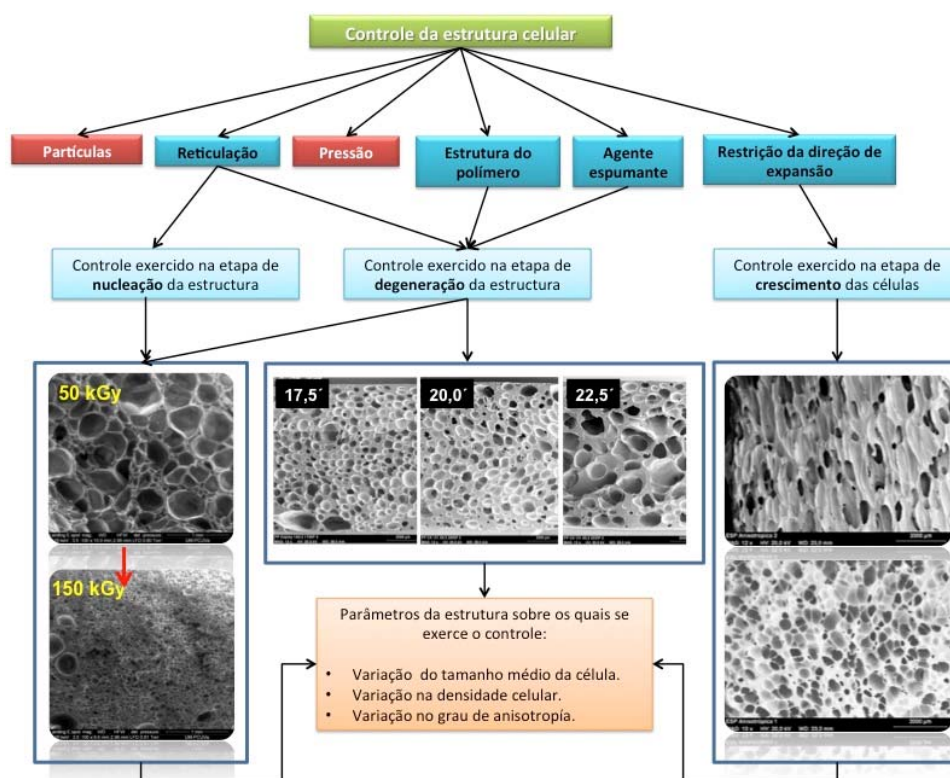 Controle da estrutura celular
Partículas
Reticulação
Pressão
Estrutura do
polímero
Agente
espumante
Restrição da direção de
expansão
Controle exercido na etapa de
nucleação da estructura
Controle exercido na etapa de
degeneração da estructura
Controle exercido na etapa de
crescimento das células
50 kGy
17,5´
20,0´
22,5´
150 kGy
Parâmetros da estrutura sobre os quais se
exerce o controle:
• Variação do tamanho médio da célula.
• Variação na densidade celular.
• Variação no grau de anisotropía.